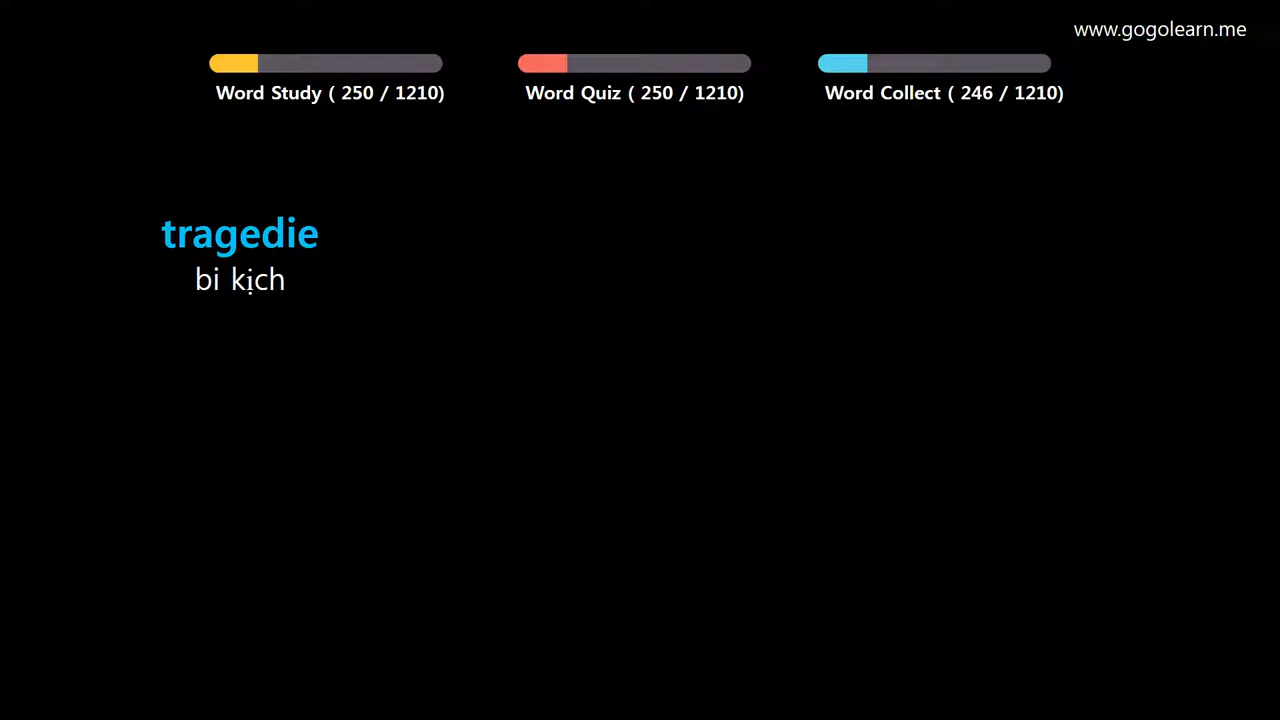 www.gogolearn.me
Word Study ( 250 / 1210)
Word Quiz ( 250 / 1210)
Word Collect ( 246 / 1210)
tragedie
bi kịch